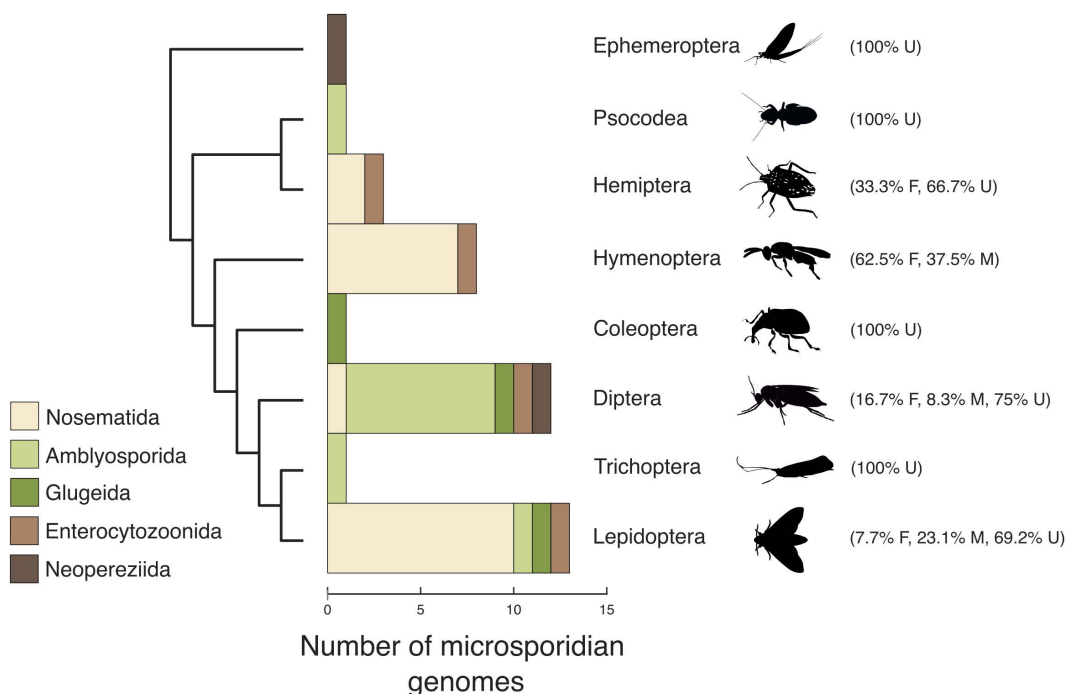 Ephemeroptera (100% U)
Psocodea (100% U)
Hemiptera (33.3% F, 66.7% U)
Hymenoptera (62.5% F, 37.5% M)
Coleoptera (100% U)
Diptera (16.7% F, 8.3% M, 75% U)
Trichoptera (100% U)
Lepidoptera (7.7% F, 23.1% M, 69.2% U)
Nosematida
Amblyosporida
Glugeida
Enterocytozoonida
Neopereziida
0 5 10 15
Number of microsporidian
genomes